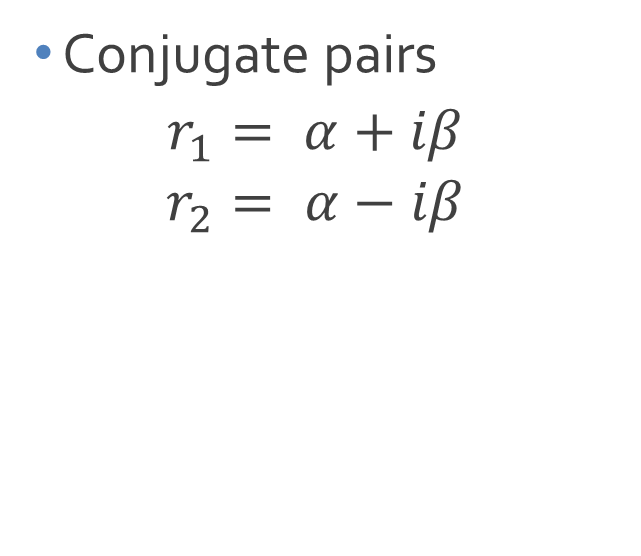 • Conjugate pairs
r₁ = α + iβ
r₂ = α − iβ